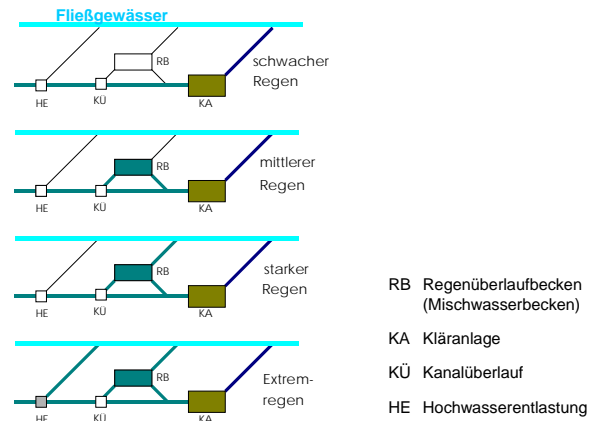 Fließgewässer
RB
schwacher
Regen
HE
KÜ
KA
RB
mittlerer
Regen
HE
KÜ
KA
RB
starker
Regen
HE
KÜ
KA
RB
Extrem-
regen
HE
KÜ
KA
RB Regenüberlaufbecken
(Mischwasserbecken)
KA Kläranlage
KÜ Kanalüberlauf
HE Hochwasserentlastung